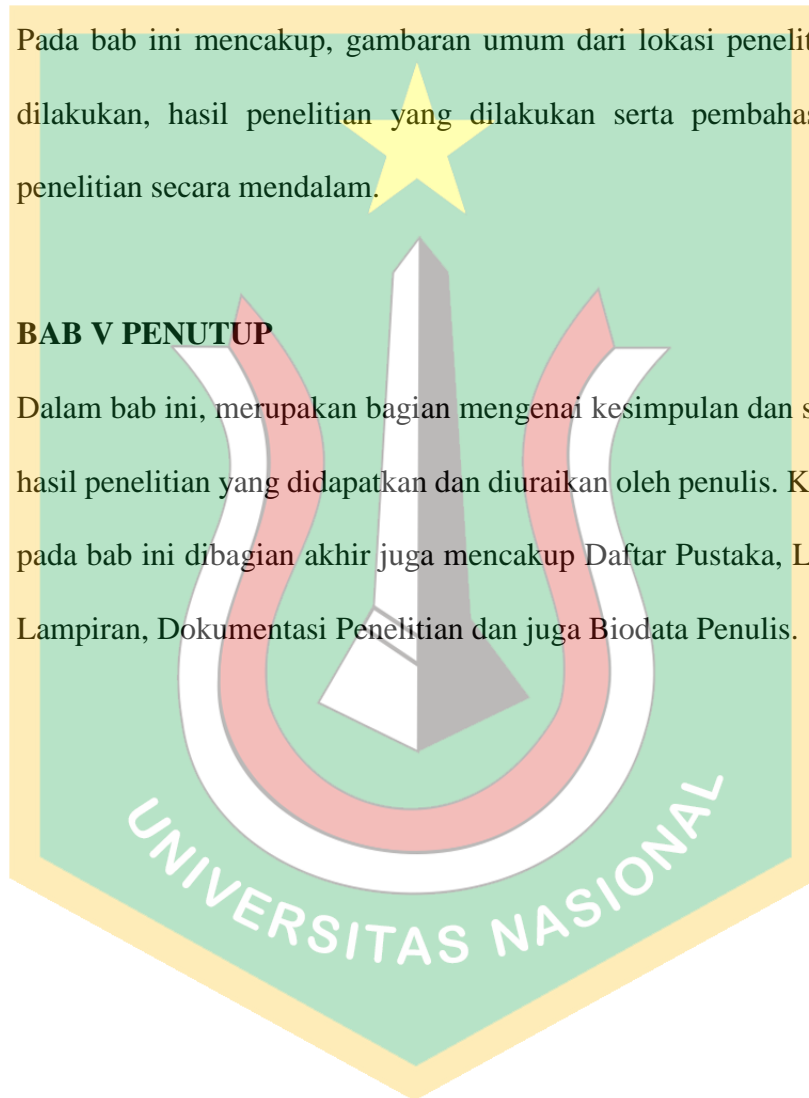 Pada bab ini mencakup, gambaran umum dari lokasi
dilakukan, hasil penelitian yang dilakukan serta
penelitian secara mendalam.
BAB V PENUTUP
Dalam bab ini, merupakan bagian mengenai kesimpulan dan
hasil penelitian yang didapatkan dan diuraikan oleh penulis.
pada bab ini dibagian akhir juga mencakup Daftar Pustaka,
Lampiran, Dokumentasi Penelitian dan juga Biodata Penulis.
UNIVERSITAS NASIONAL